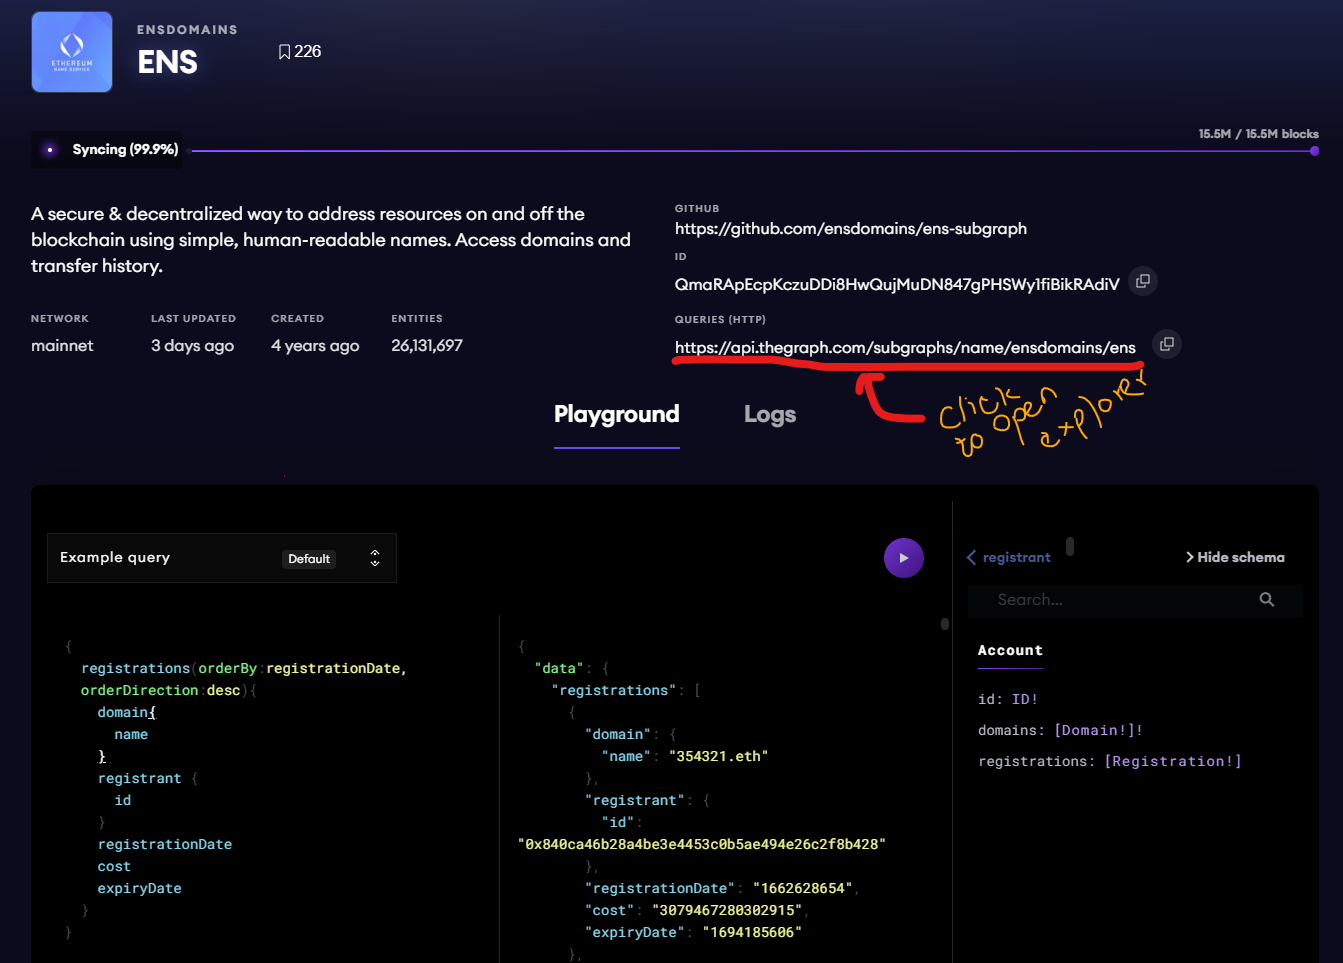 ENSDOMAINS
ENS
226
ETHEREUM
NAME SERVICE
Syncing (99.9%)
15.5M / 15.5M blocks
A secure & decentralized way to address resources on and off the
blockchain using simple, human-readable names. Access domains and
transfer history.
NETWORK
mainnet
LAST UPDATED
3 days ago
CREATED
4 years ago
ENTITIES
26,131,697
GITHUB
https://github.com/ensdomains/ens-subgraph
ID
QmaRApEcpKczuDDi8HwQujMuDN847gPHSWy1fiBikRAdiV
QUERIES (HTTP)
https://api.thegraph.com/subgraphs/name/ensdomains/ens
Click
to open
explorer
Playground
Logs
Example query
Default
{
registrations(orderBy:registrationDate,
orderDirection:desc){
domain{
name
}
registrant {
id
}
registrationDate
cost
expiryDate
}
}
{
"data": {
"registrations": [
{
"domain": {
"name": "354321.eth"
},
"registrant": {
"id":
"0x840ca46b28a4be3e4453c0b5ae494e26c2f8b428"
},
"registrationDate": "1662628654",
"cost": "3079467280302915",
"expiryDate": "1694185606"
},
registrant
Hide schema
Search...
Account
id: ID!
domains: [Domain!]!
registrations: [Registration!]